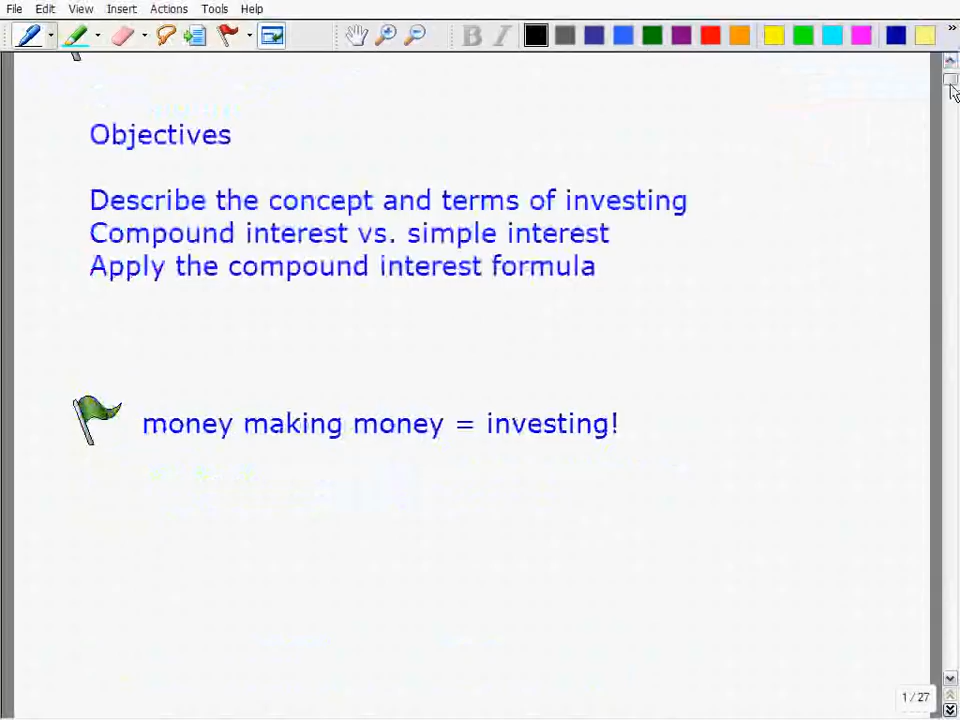 File Edit View Insert Actions Tools Help
B I
Objectives
Describe the concept and terms of investing
Compound interest vs. simple interest
Apply the compound interest formula
money making money = investing!
1 / 27